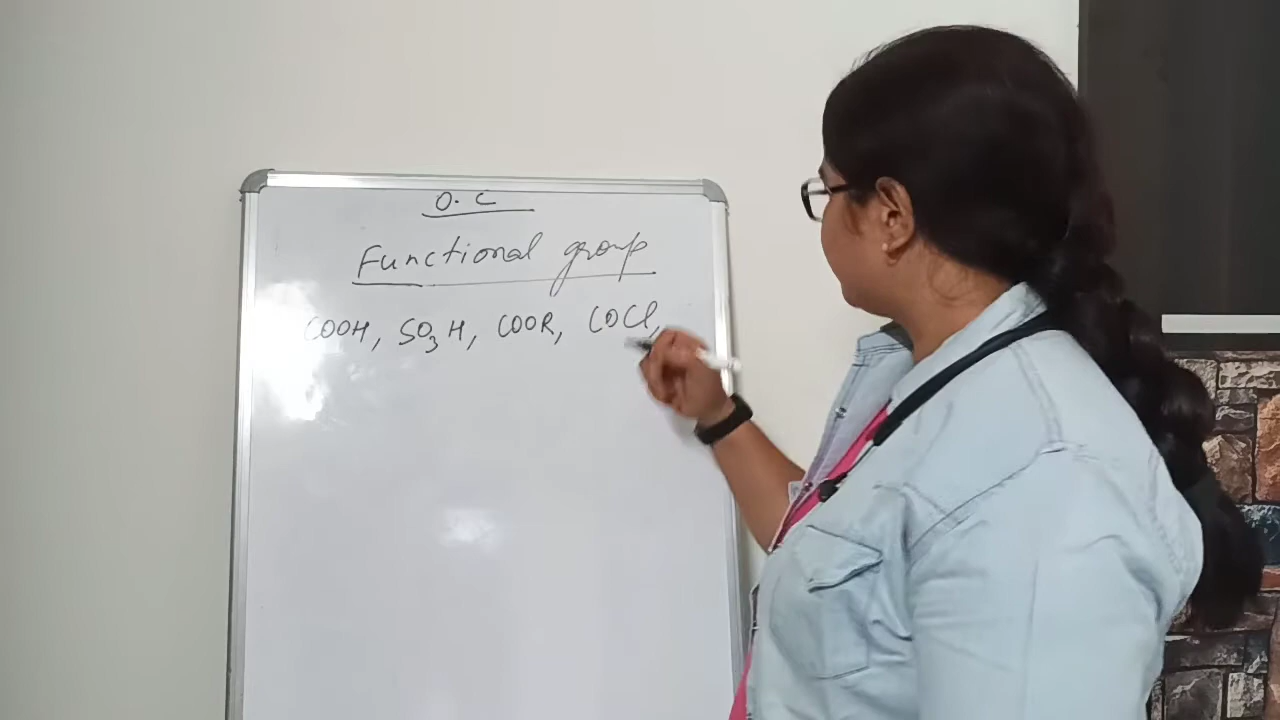 O. C
Functional group
COOH, SO₃H, COOR, COCl,